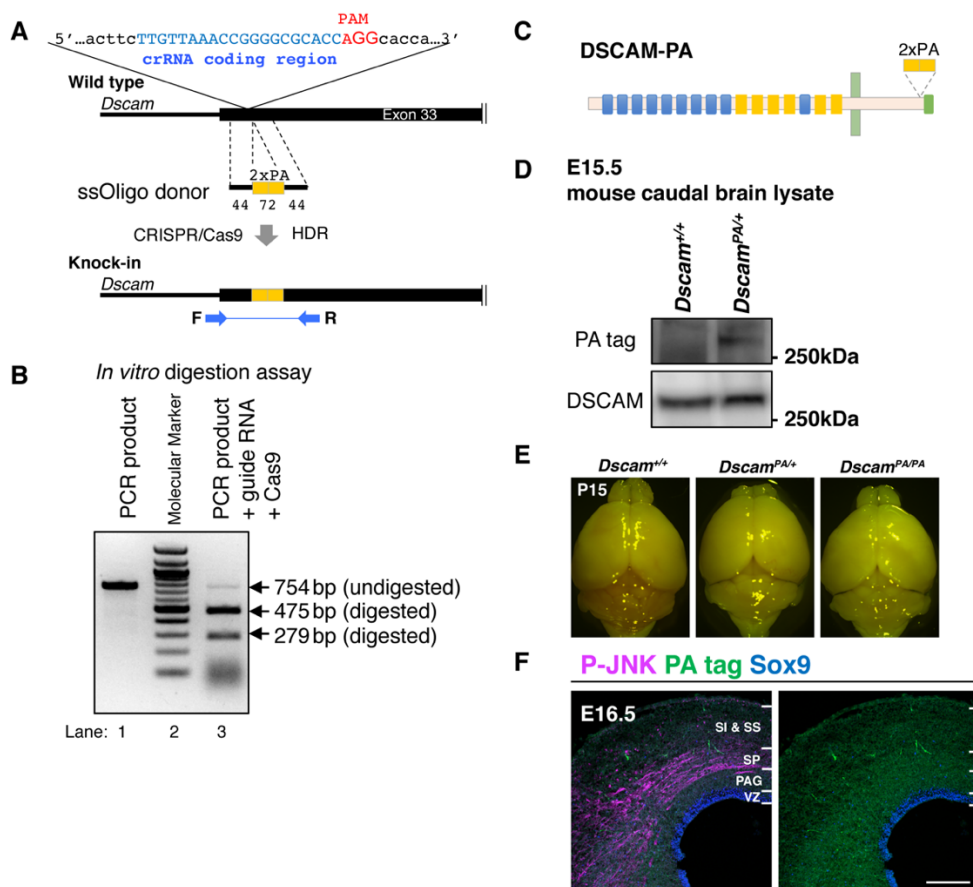 A
PAM
5’…acttcTTGTTAAACCGGGGCGCACCAGGcacca…3’
crRNA coding region
Wild type
Dscam
Exon 33
2xPA
ssOligo donor
44 72 44
CRISPR/Cas9 HDR
Knock-in
Dscam
F R
B
In vitro digestion assay
PCR product
Molecular Marker
PCR product
+ guide RNA
+ Cas9
754 bp (undigested)
475 bp (digested)
279 bp (digested)
Lane: 1 2 3
C
DSCAM-PA
2xPA
D
E15.5
mouse caudal brain lysate
Dscam+/+
DscamPA/+
PA tag
- 250kDa
DSCAM
- 250kDa
E
Dscam+/+ DscamPA/+ DscamPA/PA
P15
F
P-JNK PA tag Sox9
E16.5
SI & SS
SP
PAG
VZ